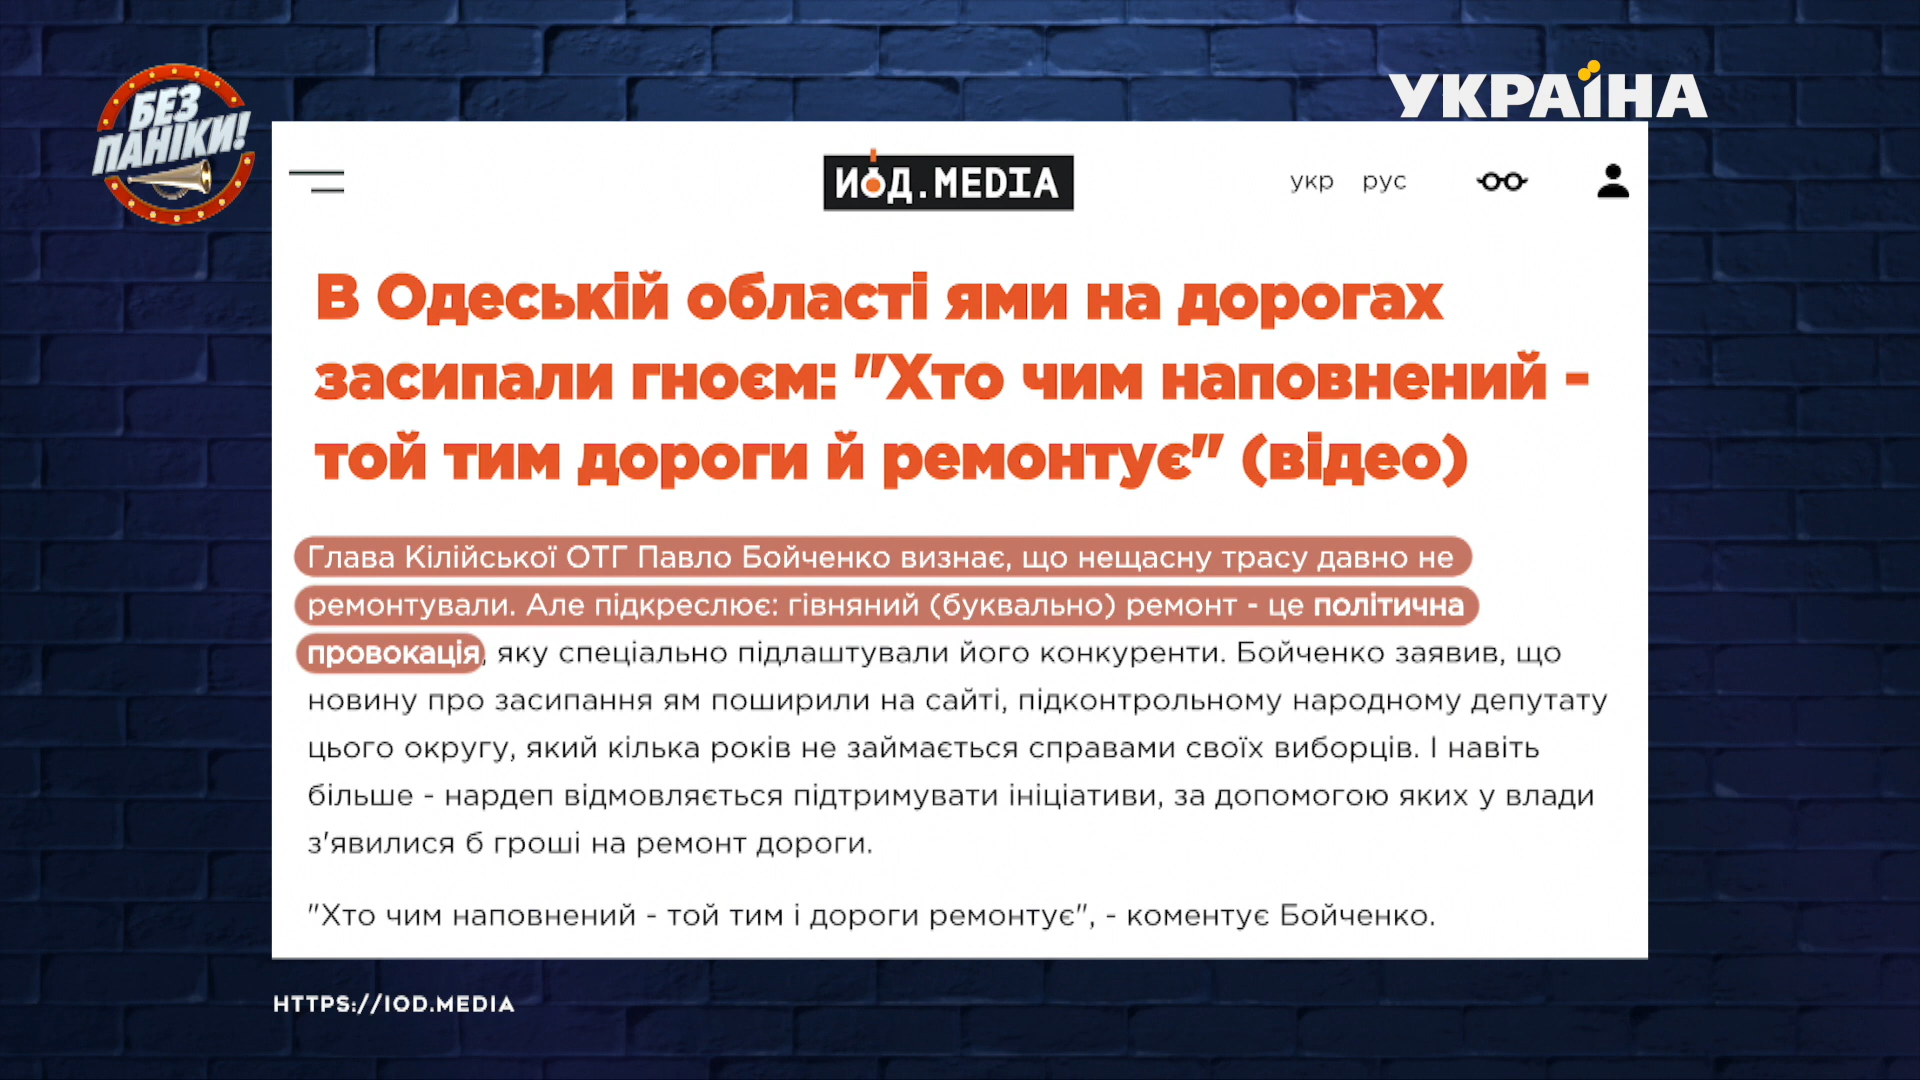 БЕЗ
ПАНІКИ!
УКРАЇНА
ИОД.MEDIA
укр рус
В Одеській області ями на дорогах
засипали гноєм: "Хто чим наповнений -
той тим дороги й ремонтує" (відео)
Глава Кілійської ОТГ Павло Бойченко визнає, що нещасну трасу давно не
ремонтували. Але підкреслює: гівняний (буквально) ремонт - це політична
провокація, яку спеціально підлаштували його конкуренти. Бойченко заявив, що
новину про засипання ям поширили на сайті, підконтрольному народному депутату
цього округу, який кілька років не займається справами своїх виборців. І навіть
більше - нардеп відмовляється підтримувати ініціативи, за допомогою яких у влади
з'явилися б гроші на ремонт дороги.
"Хто чим наповнений - той тим і дороги ремонтує", - коментує Бойченко.
HTTPS://IOD.MEDIA